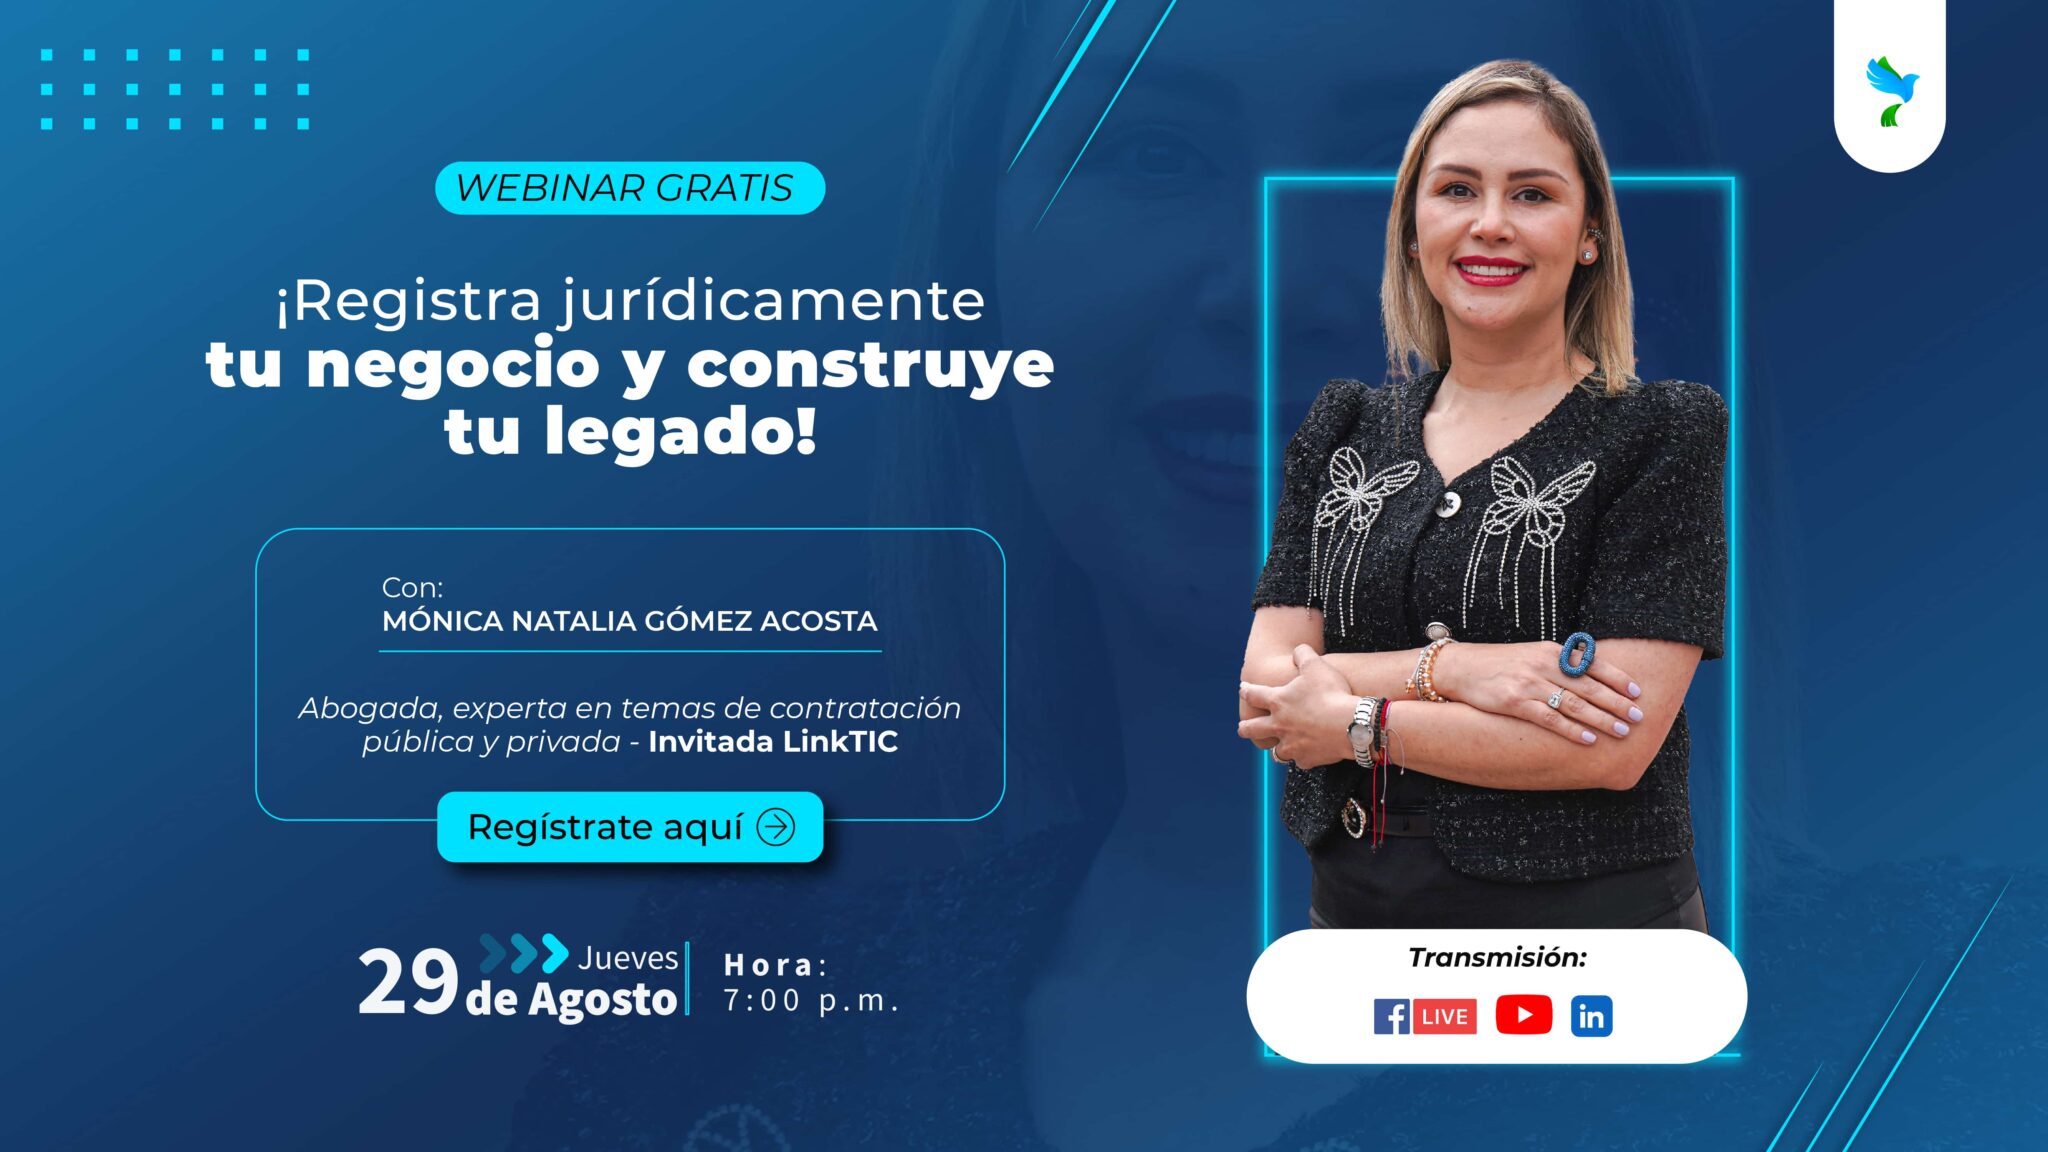 WEBINAR GRATIS
¡Registra jurídicamente
tu negocio y construye
tu legado!
Con:
MÓNICA NATALIA GÓMEZ ACOSTA
Abogada, experta en temas de contratación
pública y privada - Invitada LinkTIC
Regístrate aquí
29 Jueves
de Agosto
Hora:
7:00 p.m.
Transmisión:
f LIVE in